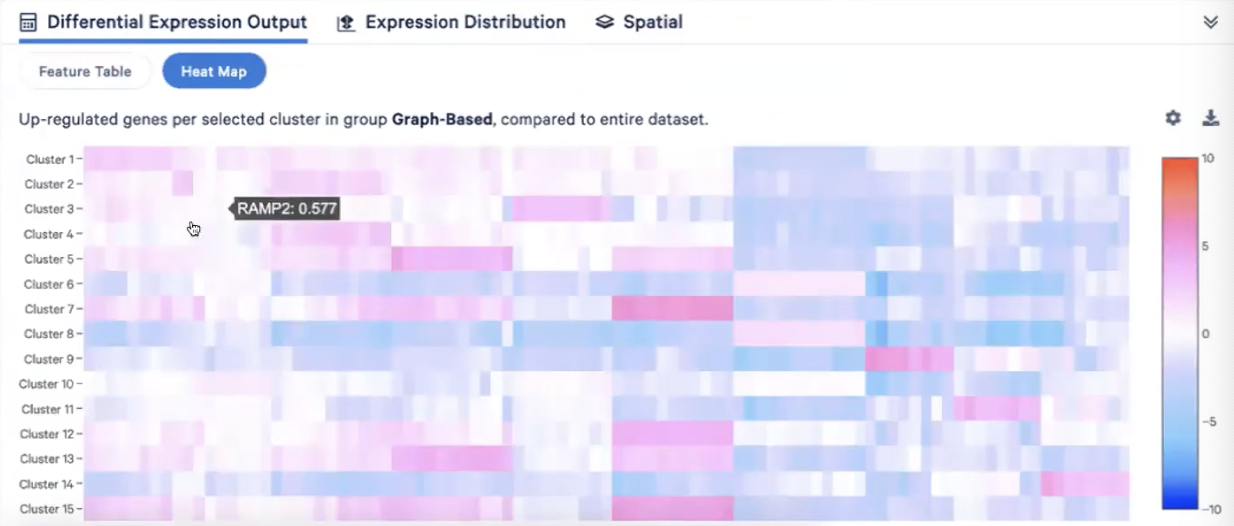 Differential Expression Output Expression Distribution Spatial
Feature Table Heat Map
Up-regulated genes per selected cluster in group Graph-Based, compared to entire dataset.
Cluster 1
Cluster 2
Cluster 3
Cluster 4
Cluster 5
Cluster 6
Cluster 7
Cluster 8
Cluster 9
Cluster 10
Cluster 11
Cluster 12
Cluster 13
Cluster 14
Cluster 15
RAMP2: 0.577
10
5
0
-5
-10